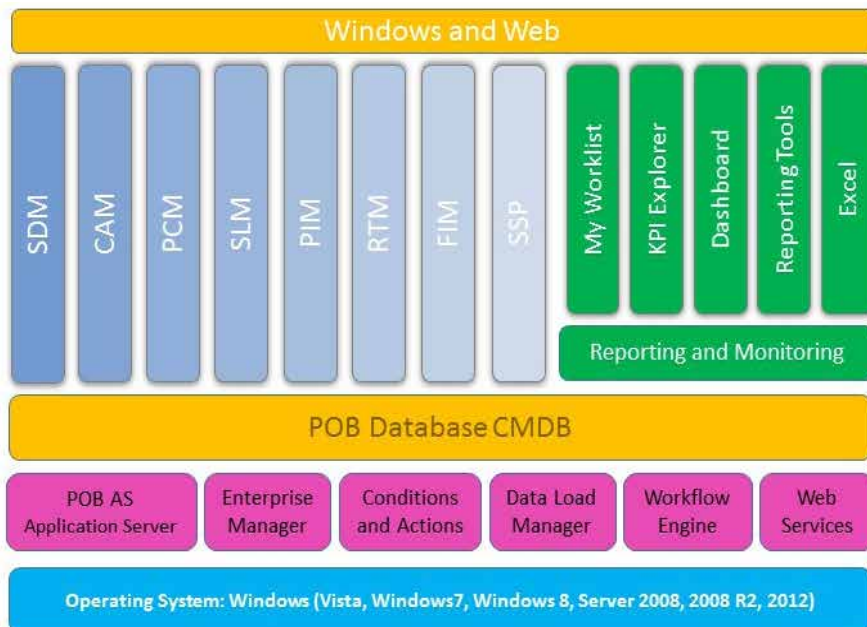 Windows and Web
SDM
CAM
PCM
SLM
PIM
RTM
FIM
SSP
My Worklist
KPI Explorer
Dashboard
Reporting Tools
Excel
Reporting and Monitoring
POB Database CMDB
POB AS
Application Server
Enterprise
Manager
Conditions
and Actions
Data Load
Manager
Workflow
Engine
Web
Services
Operating System: Windows (Vista, Windows7, Windows 8, Server 2008, 2008 R2, 2012)